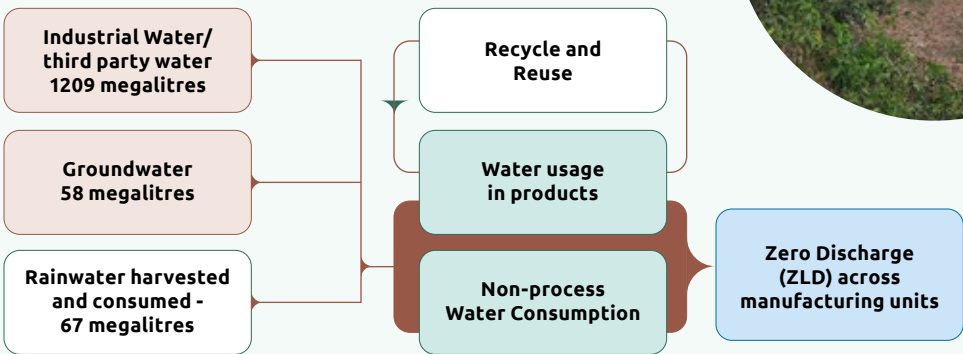 Industrial Water/
third party water
1209 megalitres
Groundwater
58 megalitres
Rainwater harvested
and consumed -
67 megalitres
Recycle and
Reuse
Water usage
in products
Non-process
Water Consumption
Zero Discharge
(ZLD) across
manufacturing units